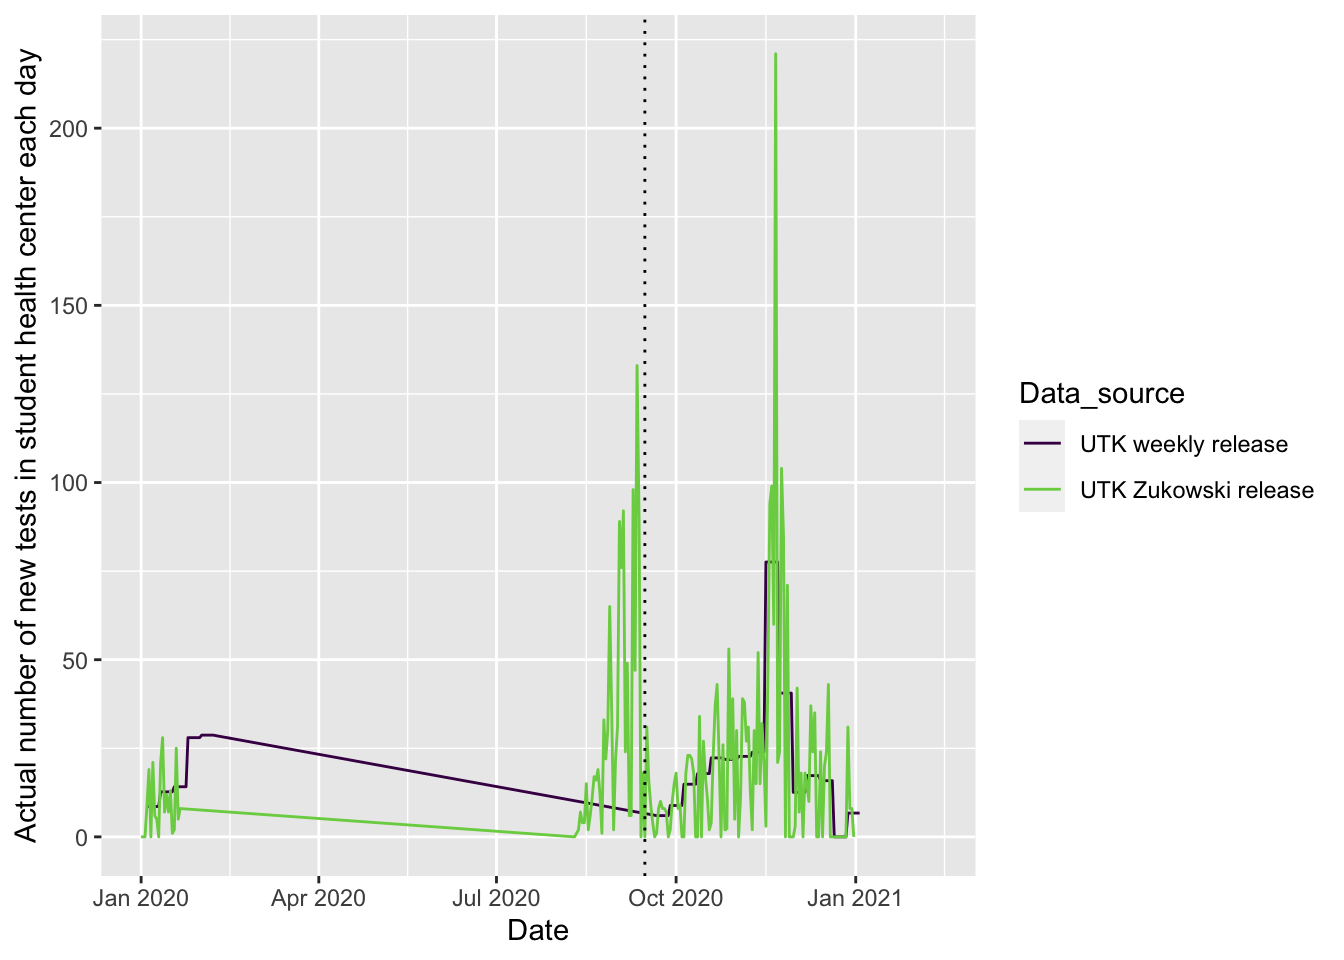 Actual number of new tests in student health center each day
200
150
100
50
0
Jan 2020
Apr 2020
Jul 2020
Oct 2020
Jan 2021
Date
Data_source
UTK weekly release
UTK Zukowski release